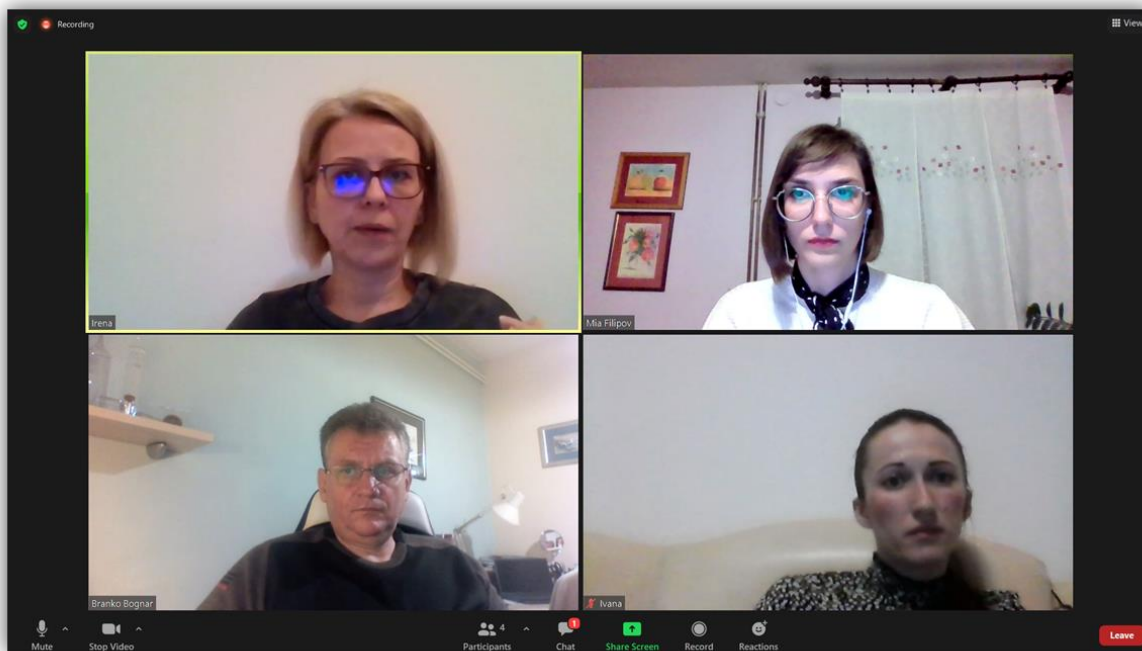 Recording
View
Irena
Mia Filipov
Branko Bognar
Ivana
4
1
Mute
Stop Video
Participants
Chat
Share Screen
Record
Reactions
Leave